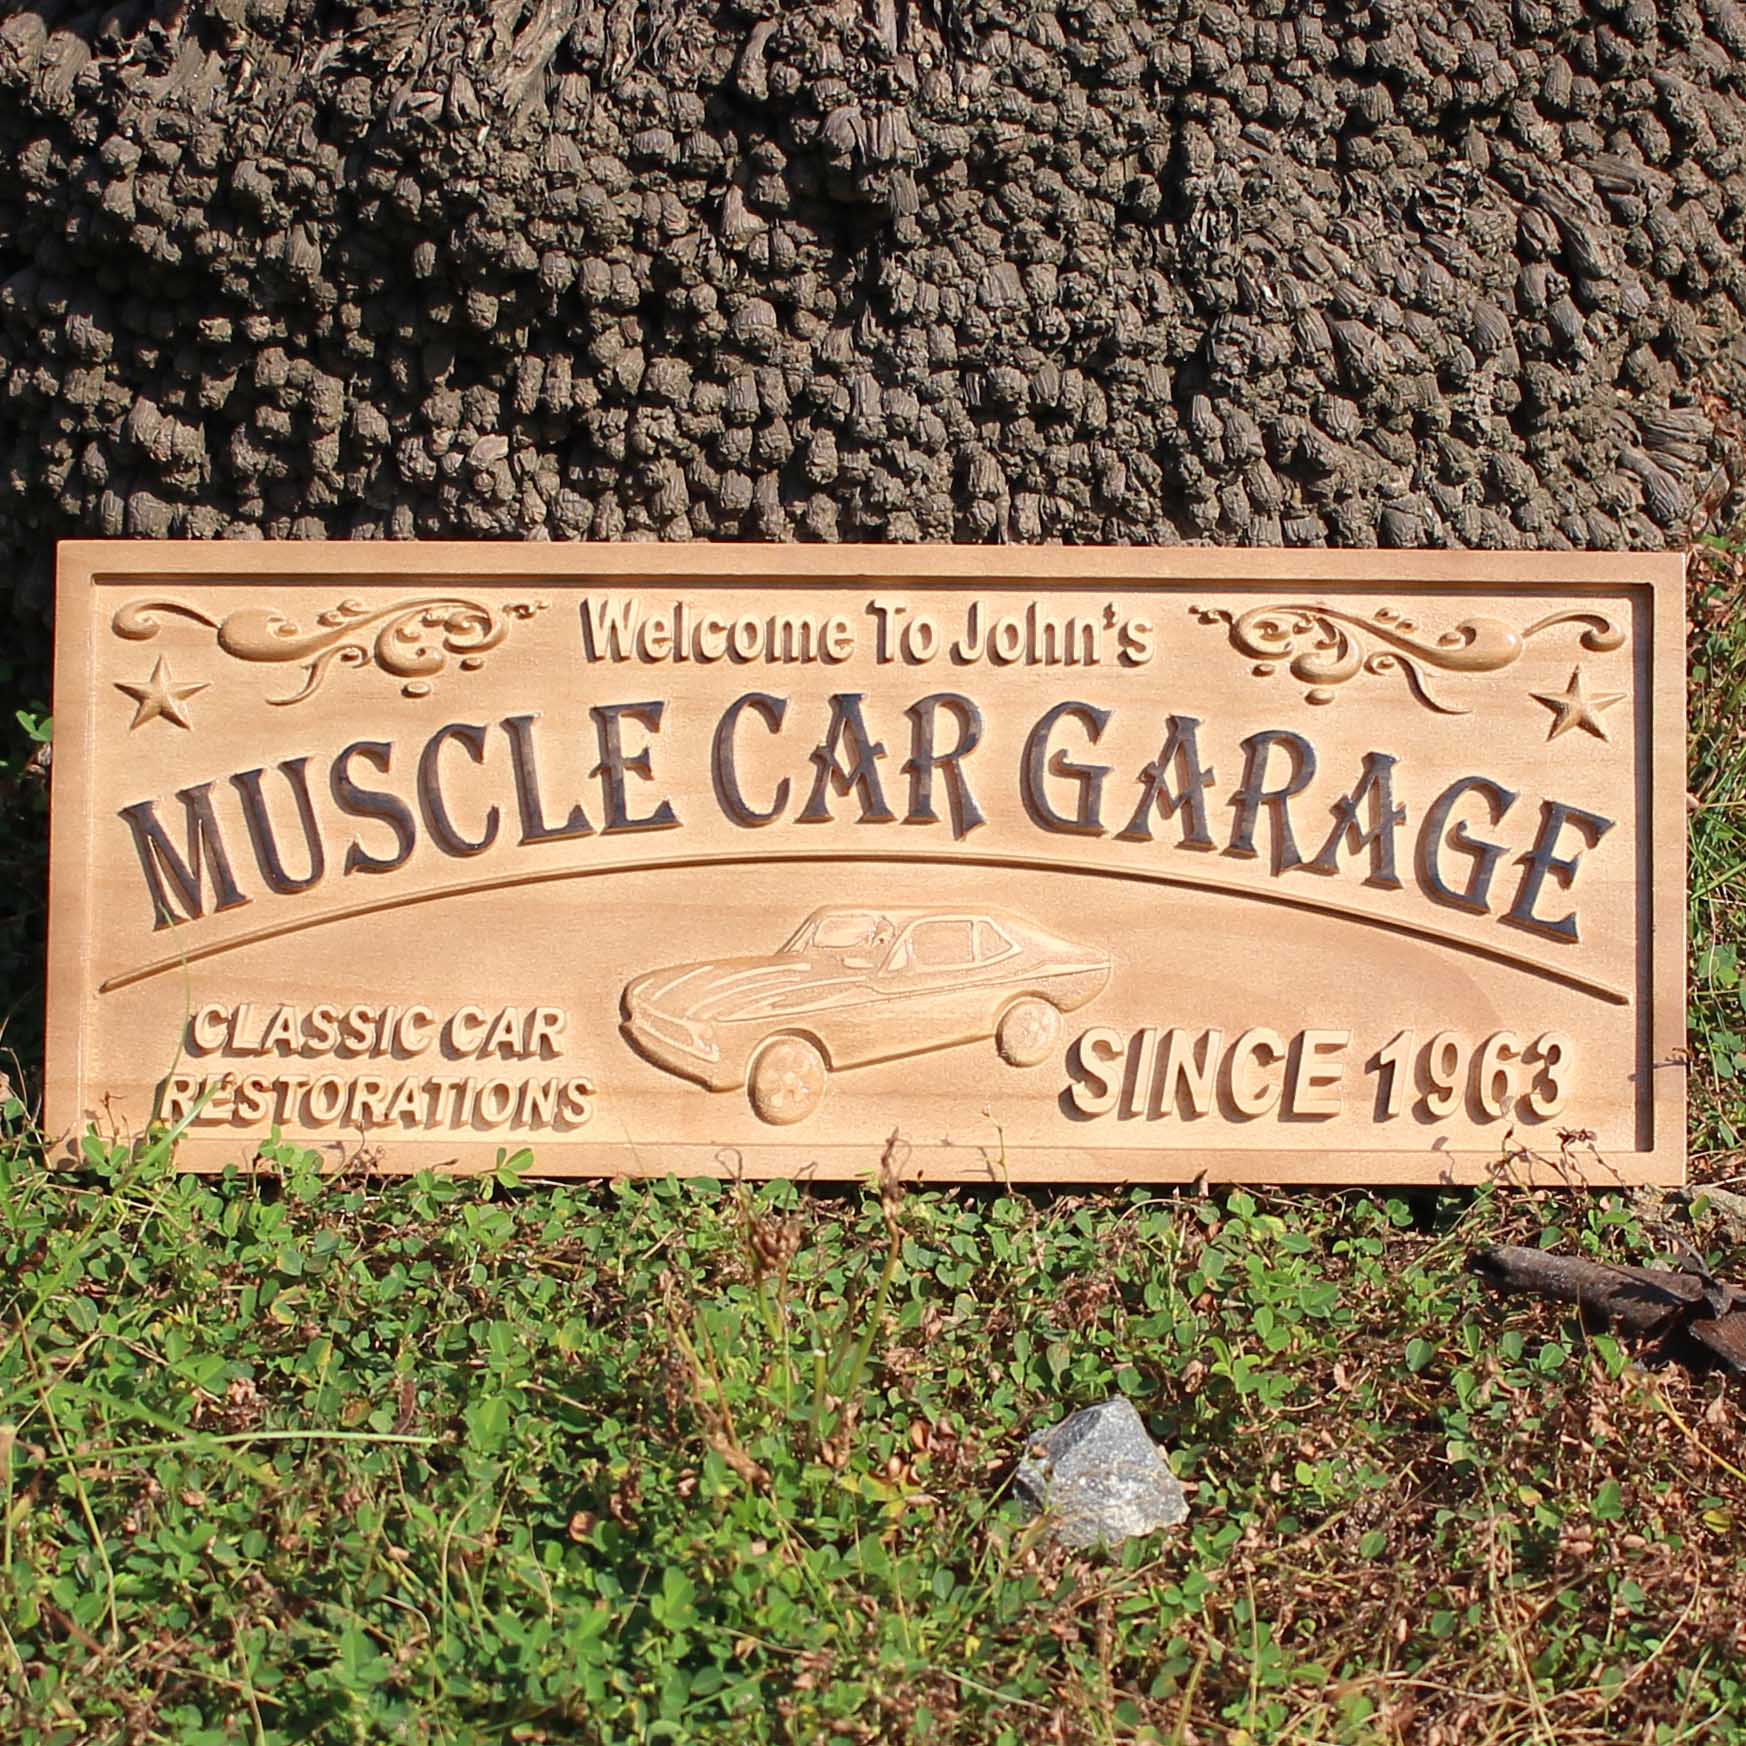 Welcome To John's
MUSCLE CAR GARAGE
CLASSIC CAR
RESTORATIONS
SINCE 1963